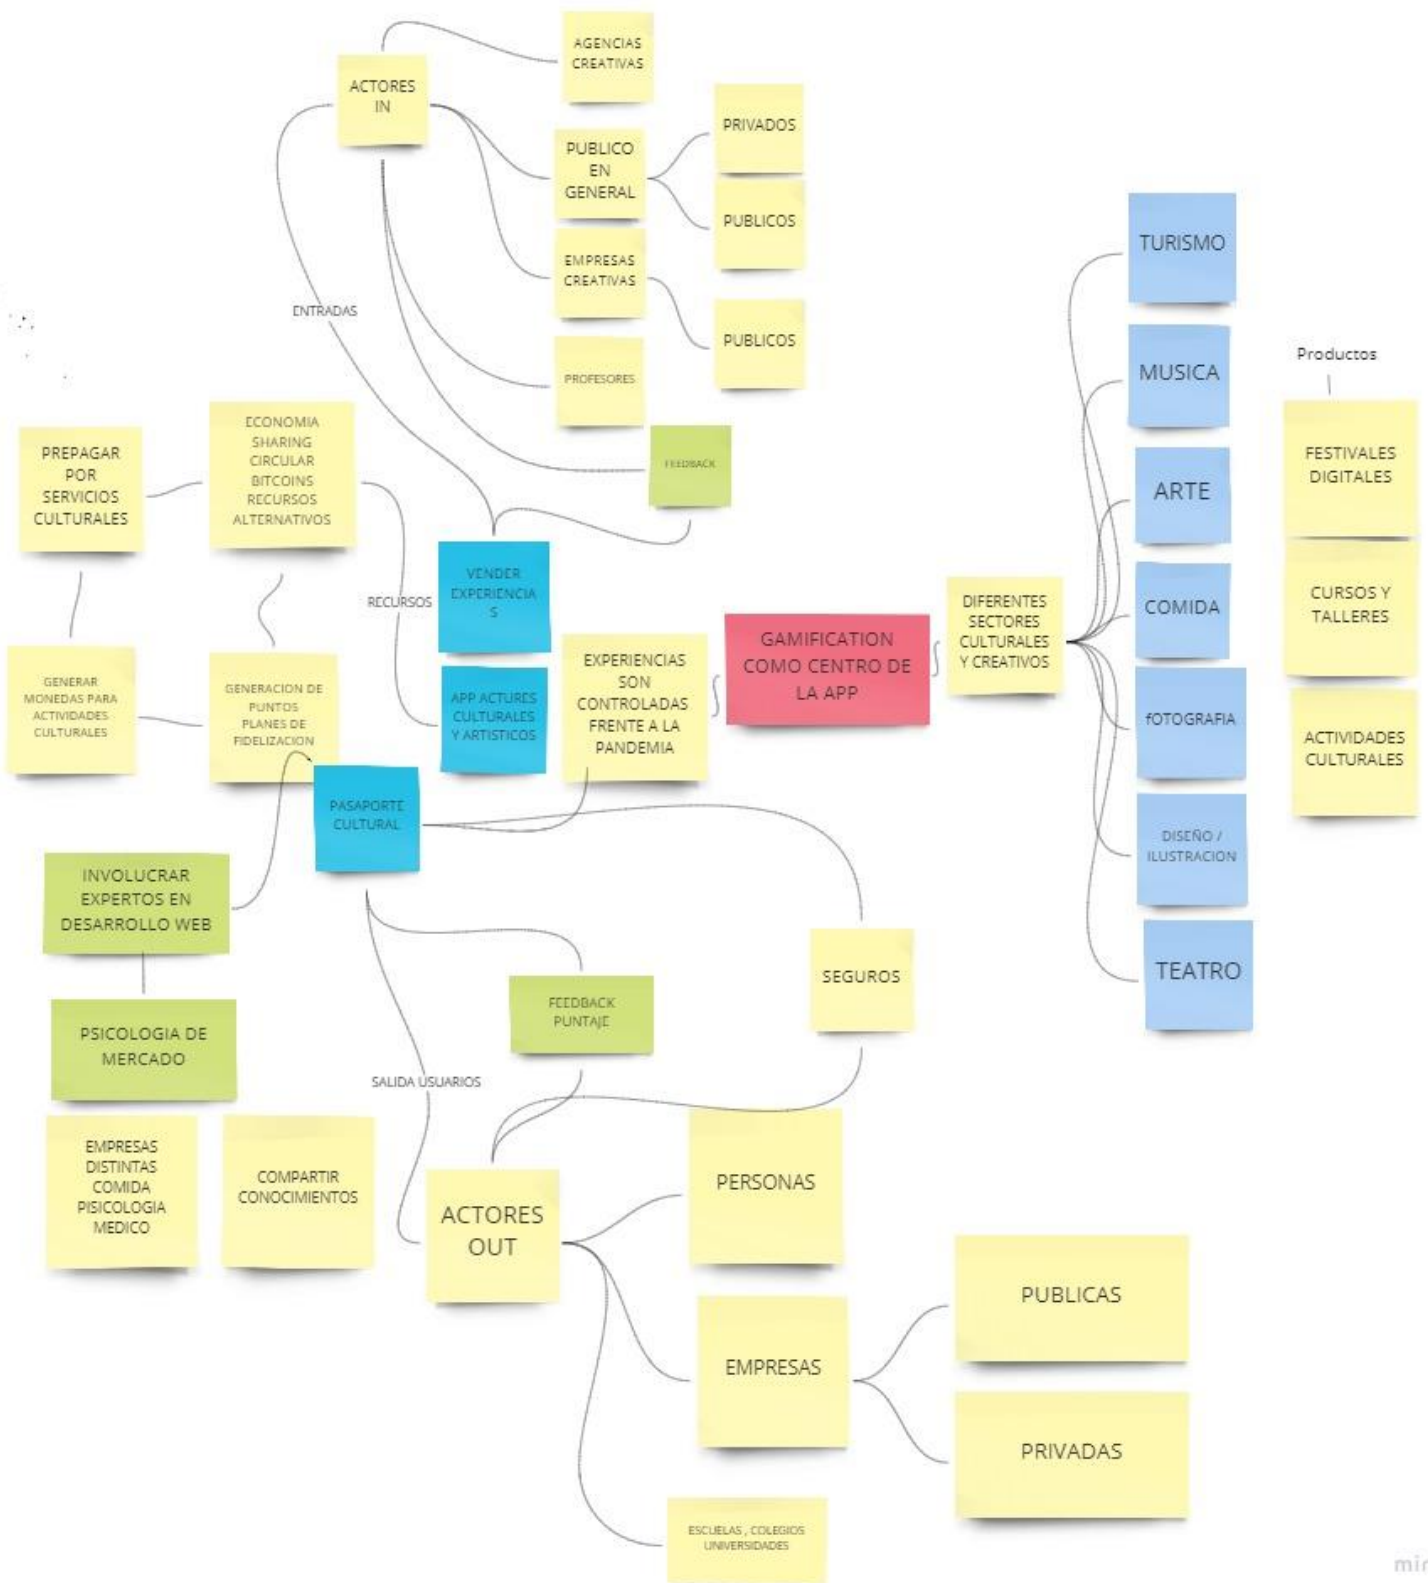 AGENCIAS
CREATIVAS
ACTORES
IN
PRIVADOS
PUBLICO
EN
GENERAL
PUBLICOS
EMPRESAS
CREATIVAS
PUBLICOS
ENTRADAS
PROFESORES
FEEDBACK
TURISMO
MUSICA
ARTE
COMIDA
fOTOGRAFIA
DISEÑO /
ILUSTRACION
TEATRO
Productos
FESTIVALES
DIGITALES
CURSOS Y
TALLERES
ACTIVIDADES
CULTURALES
PREPAGAR
POR
SERVICIOS
CULTURALES
ECONOMIA
SHARING
CIRCULAR
BITCOINS
RECURSOS
ALTERNATIVOS
RECURSOS
VENDER
EXPERIENCIA
S
GENERAR
MONEDAS PARA
ACTIVIDADES
CULTURALES
GENERACION DE
PUNTOS
PLANES DE
FIDELIZACION
APP ACTURES
CULTURALES
Y ARTISTICOS
EXPERIENCIAS
SON
CONTROLADAS
FRENTE A LA
PANDEMIA
GAMIFICATION
COMO CENTRO DE
LA APP
DIFERENTES
SECTORES
CULTURALES
Y CREATIVOS
PASAPORTE
CULTURAL
INVOLUCRAR
EXPERTOS EN
DESARROLLO WEB
PSICOLOGIA DE
MERCADO
EMPRESAS
DISTINTAS
COMIDA
PISICOLOGIA
MEDICO
COMPARTIR
CONOCIMIENTOS
FEEDBACK
PUNTAJE
SEGUROS
SALIDA USUARIOS
ACTORES
OUT
PERSONAS
EMPRESAS
PUBLICAS
PRIVADAS
ESCUELAS , COLEGIOS
UNIVERSIDADES